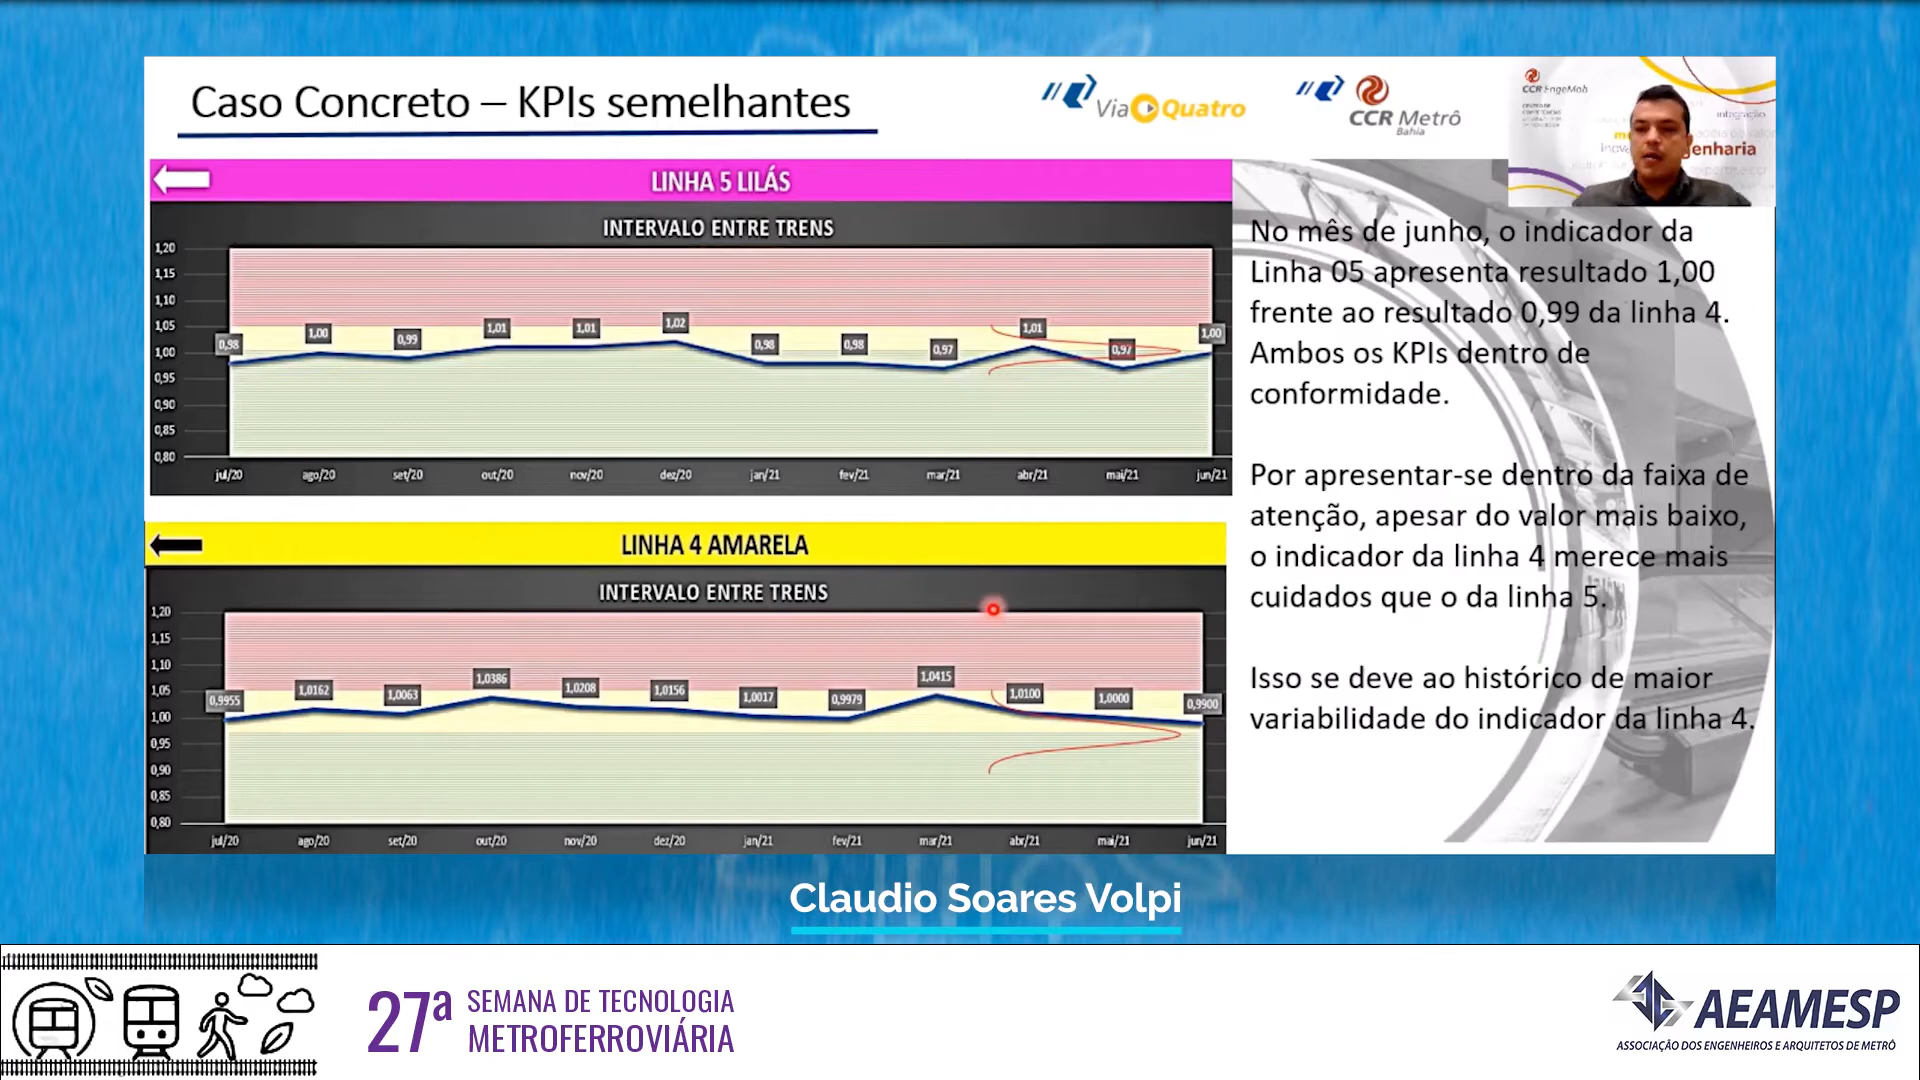 Caso Concreto – KPIs semelhantes
ViaQuatro
CCR Metrô
Bahia
CCR EngeMob
integração
genharia
LINHA 5 LILÁS
INTERVALO ENTRE TRENS
1,20
1,15
1,10
1,05
1,00
0,95
0,90
0,85
0,80
0,98
1,00
0,99
1,01
1,01
1,02
0,98
0,98
0,97
1,01
0,97
1,00
jul/20
ago/20
set/20
out/20
nov/20
dez/20
jan/21
fev/21
mar/21
abr/21
mai/21
jun/21
LINHA 4 AMARELA
INTERVALO ENTRE TRENS
1,20
1,15
1,10
1,05
1,00
0,95
0,90
0,85
0,80
0,9955
1,0162
1,0063
1,0386
1,0208
1,0156
1,0017
0,9979
1,0415
1,0100
1,0000
0,9900
jul/20
ago/20
set/20
out/20
nov/20
dez/20
jan/21
fev/21
mar/21
abr/21
mai/21
jun/21
No mês de junho, o indicador da
Linha 05 apresenta resultado 1,00
frente ao resultado 0,99 da linha 4.
Ambos os KPIs dentro de
conformidade.
Por apresentar-se dentro da faixa de
atenção, apesar do valor mais baixo,
o indicador da linha 4 merece mais
cuidados que o da linha 5.
Isso se deve ao histórico de maior
variabilidade do indicador da linha 4.
Claudio Soares Volpi
27ª
SEMANA DE TECNOLOGIA
METROFERROVIÁRIA
AEAMESP
ASSOCIAÇÃO DOS ENGENHEIROS E ARQUITETOS DE METRÔ